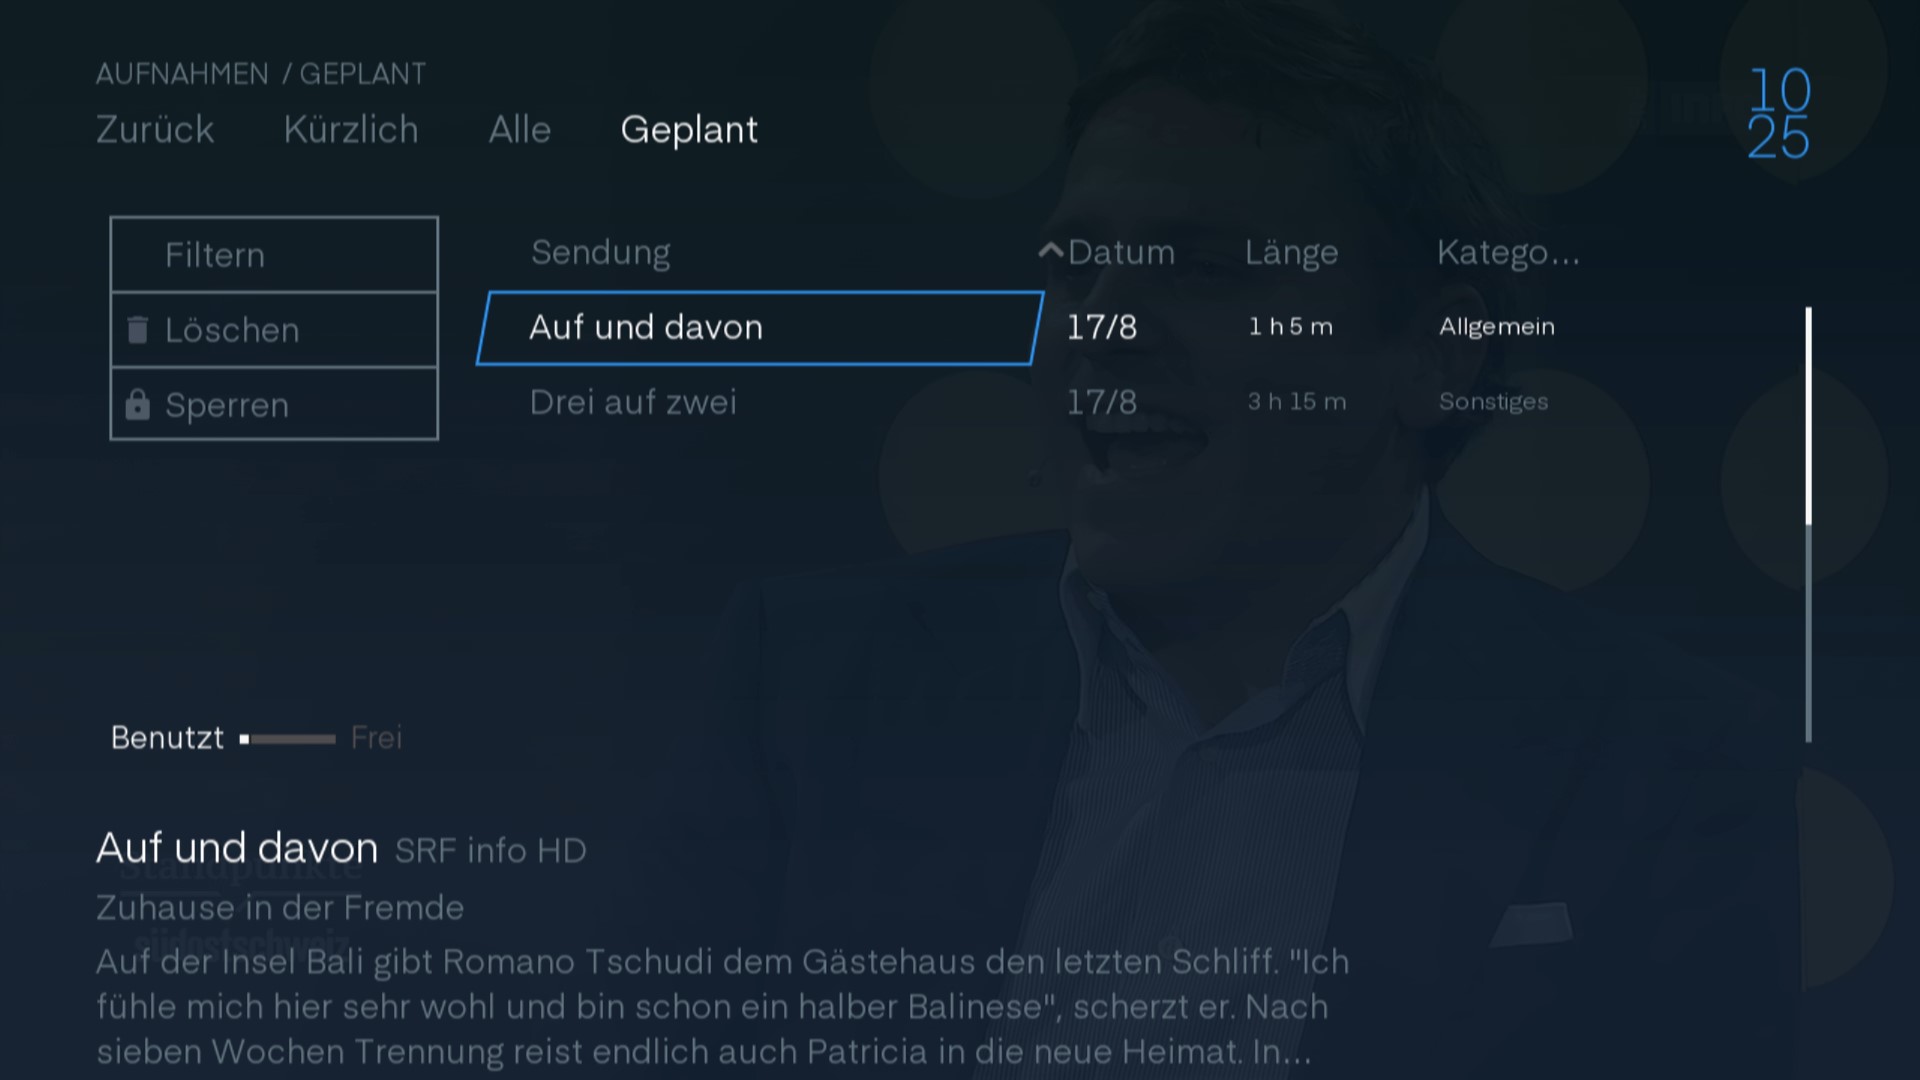 AUFNAHMEN / GEPLANT
Zurück Kürzlich Alle Geplant
10
25
Filtern
Löschen
Sperren
Sendung Datum Länge Katego...
Auf und davon 17/8 1 h 5 m Allgemein
Drei auf zwei 17/8 3 h 15 m Sonstiges
Benutzt Frei
Auf und davon SRF info HD
Standpunkte
Zuhause in der Fremde
südostschweiz
Auf der Insel Bali gibt Romano Tschudi dem Gästehaus den letzten Schliff. "Ich
fühle mich hier sehr wohl und bin schon ein halber Balinese", scherzt er. Nach
sieben Wochen Trennung reist endlich auch Patricia in die neue Heimat. In...